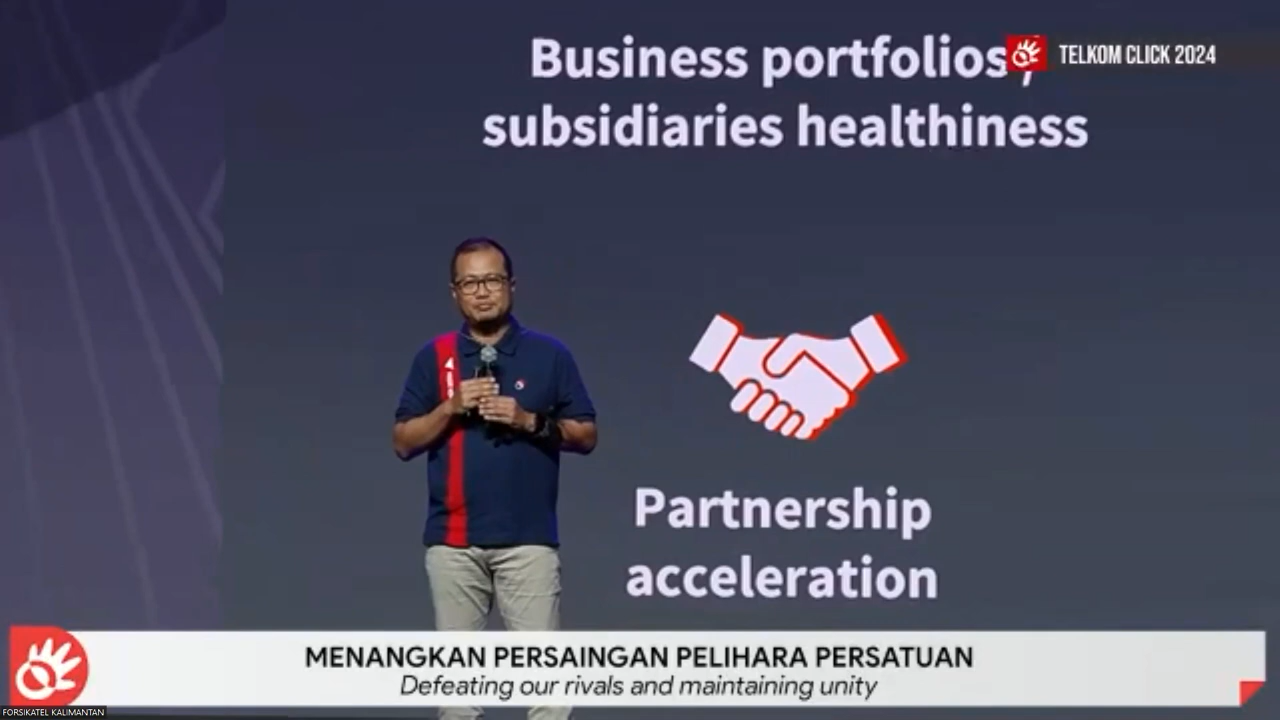 Business portfolios /
subsidiaries healthiness
TELKOM CLICK 2024
Partnership
acceleration
MENANGKAN PERSAINGAN PELIHARA PERSATUAN
Defeating our rivals and maintaining unity
FORSIKATEL KALIMANTAN